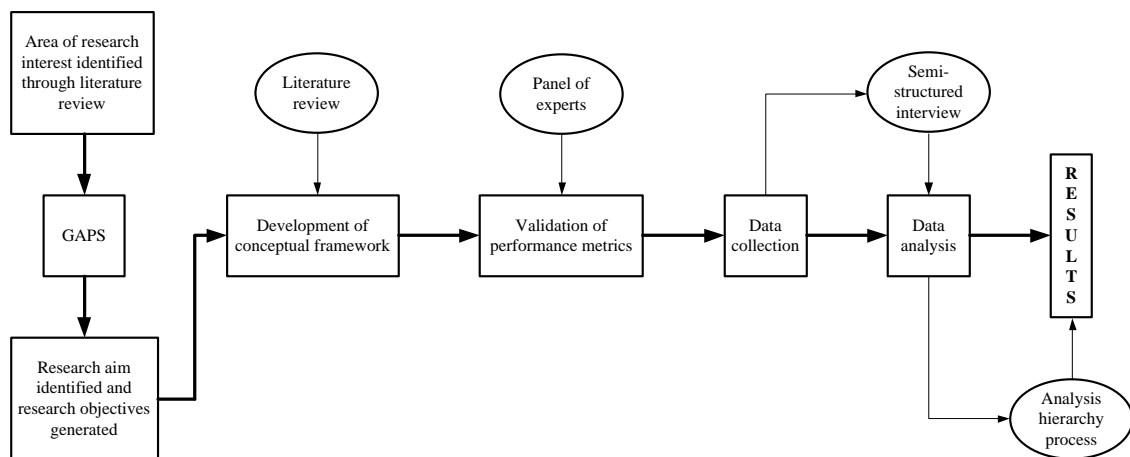 Area of research
interest identified
through literature
review
GAPS
Research aim
identified and
research objectives
generated
Literature
review
Development of
conceptual framework
Panel of
experts
Validation of
performance metrics
Data
collection
Semi-
structured
interview
Data
analysis
Analysis
hierarchy
process
R
E
S
U
L
T
S